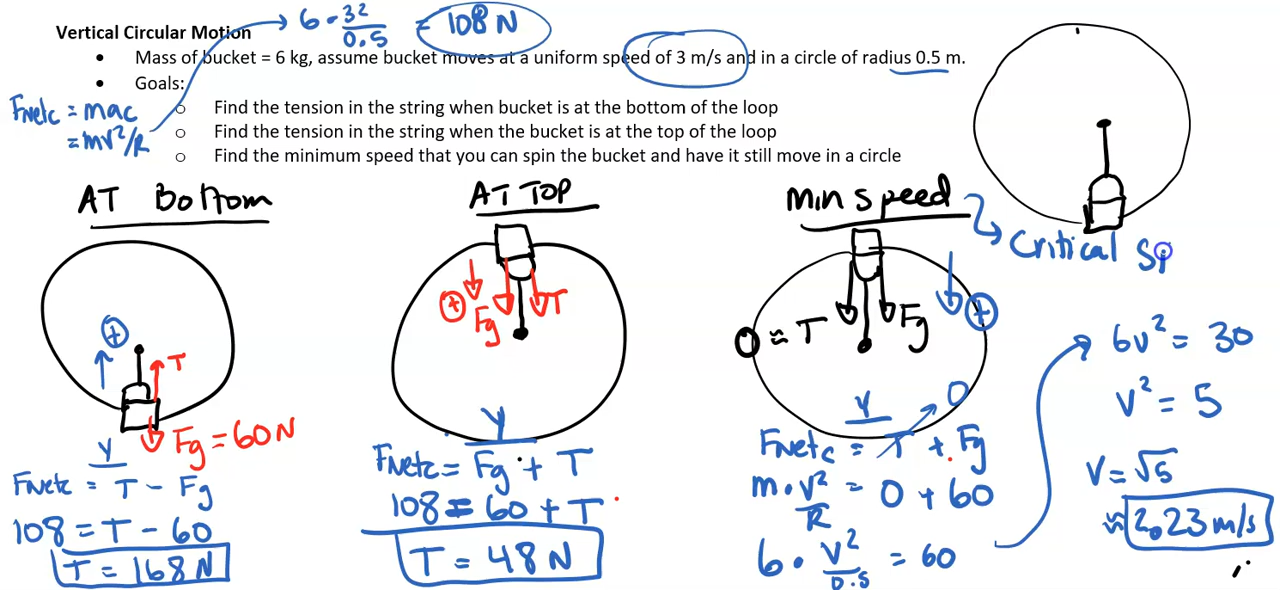 6 · 3² / 0.5 = 108 N
Vertical Circular Motion
• Mass of bucket = 6 kg, assume bucket moves at a uniform speed of 3 m/s and in a circle of radius 0.5 m.
• Goals:
Fnetc = mac
= mv²/R
o Find the tension in the string when bucket is at the bottom of the loop
o Find the tension in the string when the bucket is at the top of the loop
o Find the minimum speed that you can spin the bucket and have it still move in a circle
AT Bottom
+
T
Fg = 60N
Y
Fnetc = T - Fg
108 = T - 60
T = 168 N
AT TOP
+ Fg T
Y
Fnetc = Fg + T
108 = 60 + T
T = 48 N
Min speed
Critical Sp
0 ≈ T Fg +
Y 0
Fnetc = T + Fg
m · v²/R = 0 + 60
6 · v²/0.5 = 60
6v² = 30
v² = 5
V = √5
≈ 2.23 m/s